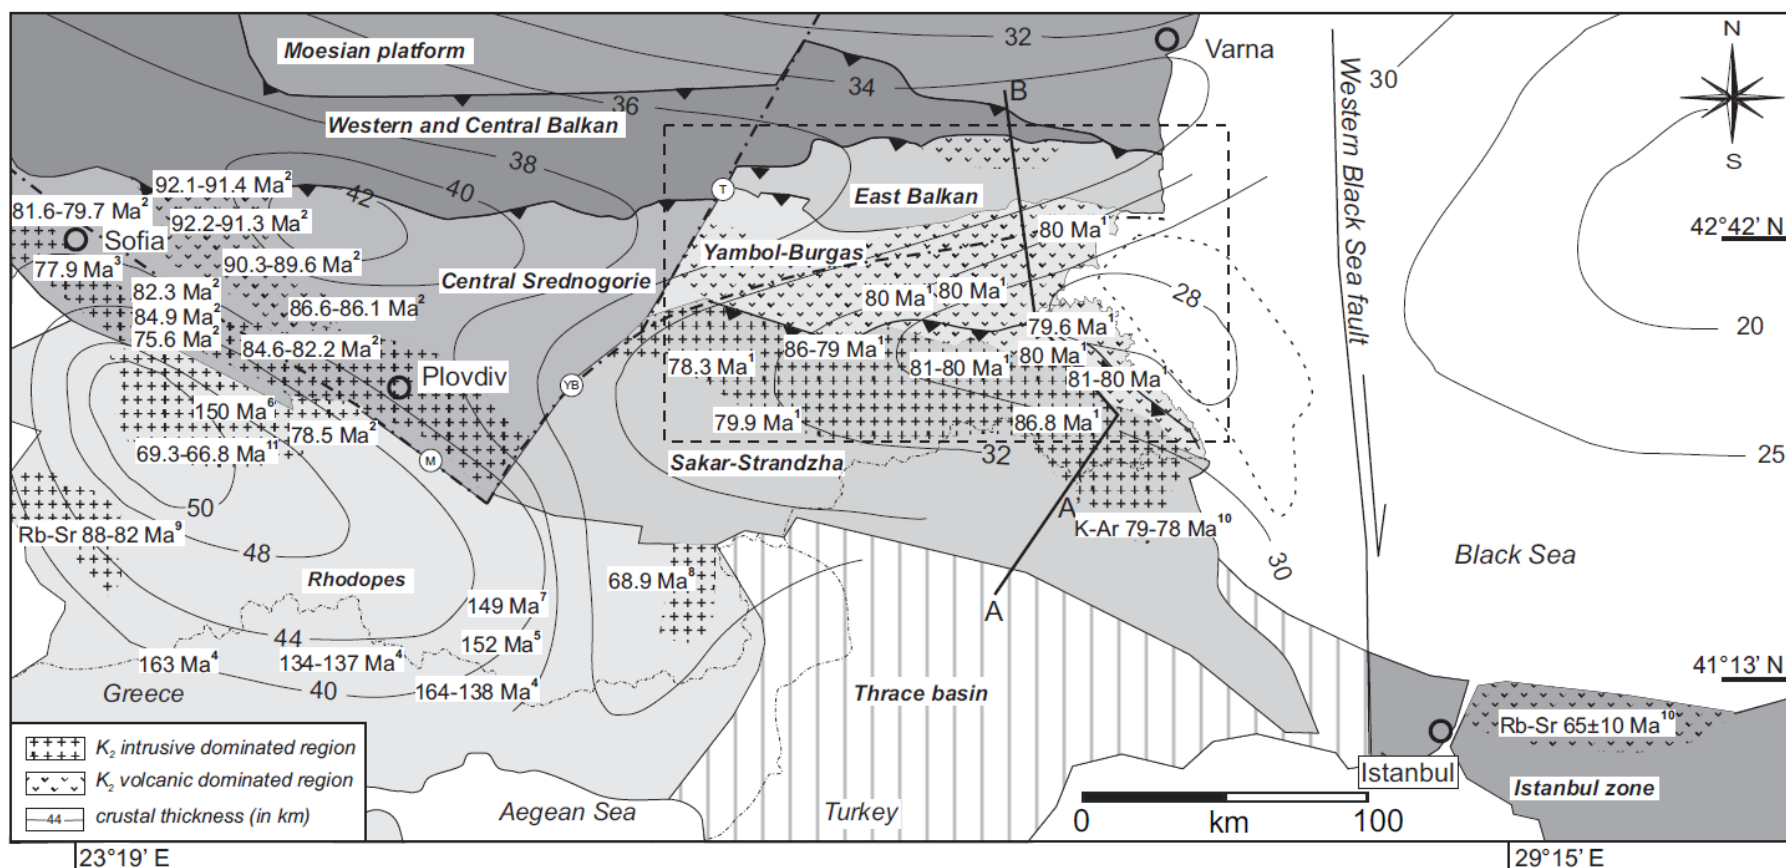 32
Varna
N
Moesian platform
30
34
36
B
Western Black Sea fault
Western and Central Balkan
S
38
92.1-91.4 Ma²
40
T
42
East Balkan
81.6-79.7 Ma²
92.2-91.3 Ma²
80 Ma¹
42°42' N
Sofia
Yambol-Burgas
77.9 Ma³
90.3-89.6 Ma²
Central Srednogorie
82.3 Ma²
86.6-86.1 Ma²
80 Ma¹
80 Ma¹
28
84.9 Ma²
79.6 Ma¹
20
75.6 Ma²
84.6-82.2 Ma²
86-79 Ma¹
80 Ma¹
78.3 Ma¹
81-80 Ma¹
81-80 Ma¹
Plovdiv
YB
150 Ma⁶
79.9 Ma¹
86.8 Ma¹
78.5 Ma²
69.3-66.8 Ma¹¹
M
Sakar-Strandzha
32
25
50
A'
Rb-Sr 88-82 Ma⁹
K-Ar 79-78 Ma¹⁰
48
Black Sea
30
Rhodopes
68.9 Ma⁸
149 Ma⁷
A
44
152 Ma⁵
163 Ma⁴
134-137 Ma⁴
41°13' N
Greece
40
164-138 Ma⁴
Thrace basin
Rb-Sr 65±10 Ma¹⁰
K₂ intrusive dominated region
K₂ volcanic dominated region
Istanbul
Istanbul zone
44 crustal thickness (in km)
Aegean Sea
Turkey
0 km 100
23°19' E
29°15' E